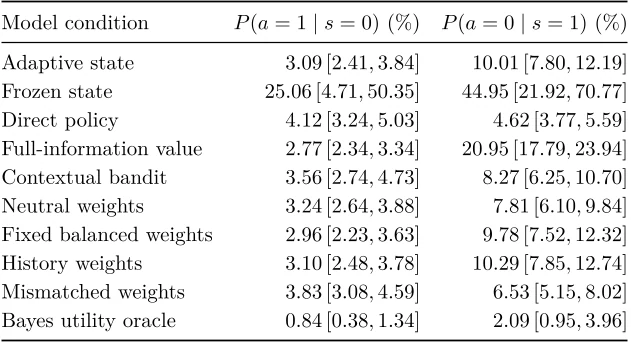 Model condition P(a = 1 | s = 0) (%) P(a = 0 | s = 1) (%)
Adaptive state 3.09 [2.41, 3.84] 10.01 [7.80, 12.19]
Frozen state 25.06 [4.71, 50.35] 44.95 [21.92, 70.77]
Direct policy 4.12 [3.24, 5.03] 4.62 [3.77, 5.59]
Full-information value 2.77 [2.34, 3.34] 20.95 [17.79, 23.94]
Contextual bandit 3.56 [2.74, 4.73] 8.27 [6.25, 10.70]
Neutral weights 3.24 [2.64, 3.88] 7.81 [6.10, 9.84]
Fixed balanced weights 2.96 [2.23, 3.63] 9.78 [7.52, 12.32]
History weights 3.10 [2.48, 3.78] 10.29 [7.85, 12.74]
Mismatched weights 3.83 [3.08, 4.59] 6.53 [5.15, 8.02]
Bayes utility oracle 0.84 [0.38, 1.34] 2.09 [0.95, 3.96]